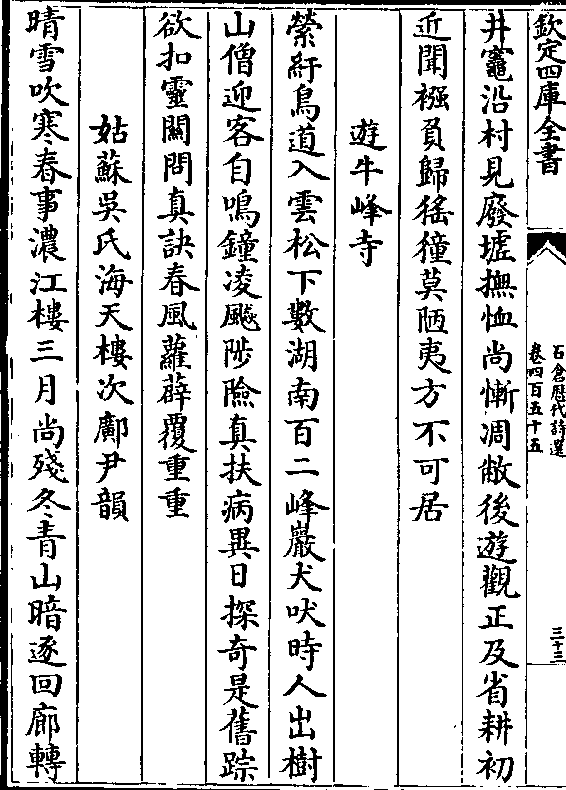 欽定四庫全書
石倉歷代詩選
卷四百五十五
三十三
井竈沿村見廢墟撫恤尚慚凋敝後遊觀正及省耕初
近聞襁負歸猺獞莫陋夷方不可居
遊牛峰寺
縈紆鳥道入雲松下數湖南百二峰巖犬吠時人出樹
山僧迎客自鳴鐘凌飈陟險真扶病異日探奇是舊踪
欲扣靈關問真訣春風蘿薜覆重重
姑蘇吳氏海天樓次鄺尹韻
晴雪吹寒春事濃江樓三月尚殘冬青山暗逐回廊轉